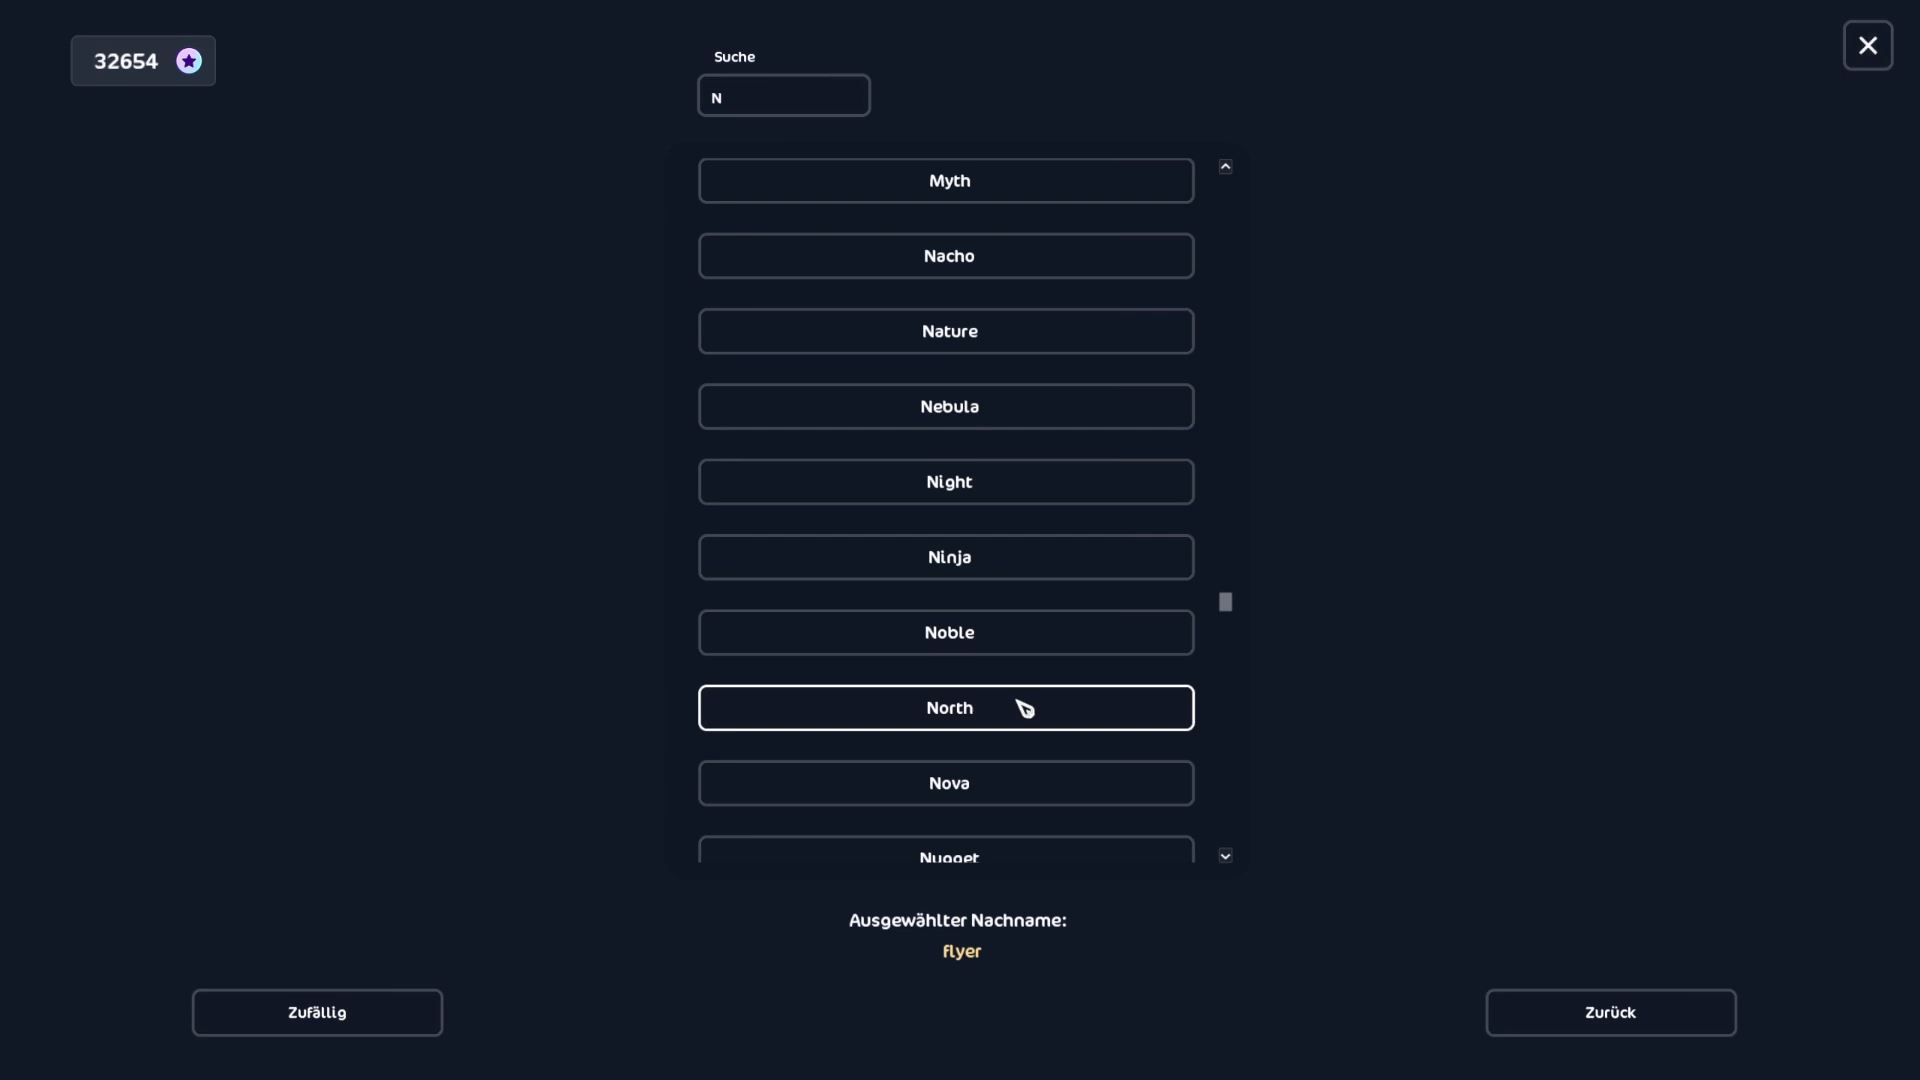 32654
Suche
N
Myth
Nacho
Nature
Nebula
Night
Ninja
Noble
North
Nova
Nugget
Ausgewählter Nachname:
flyer
Zufällig
Zurück